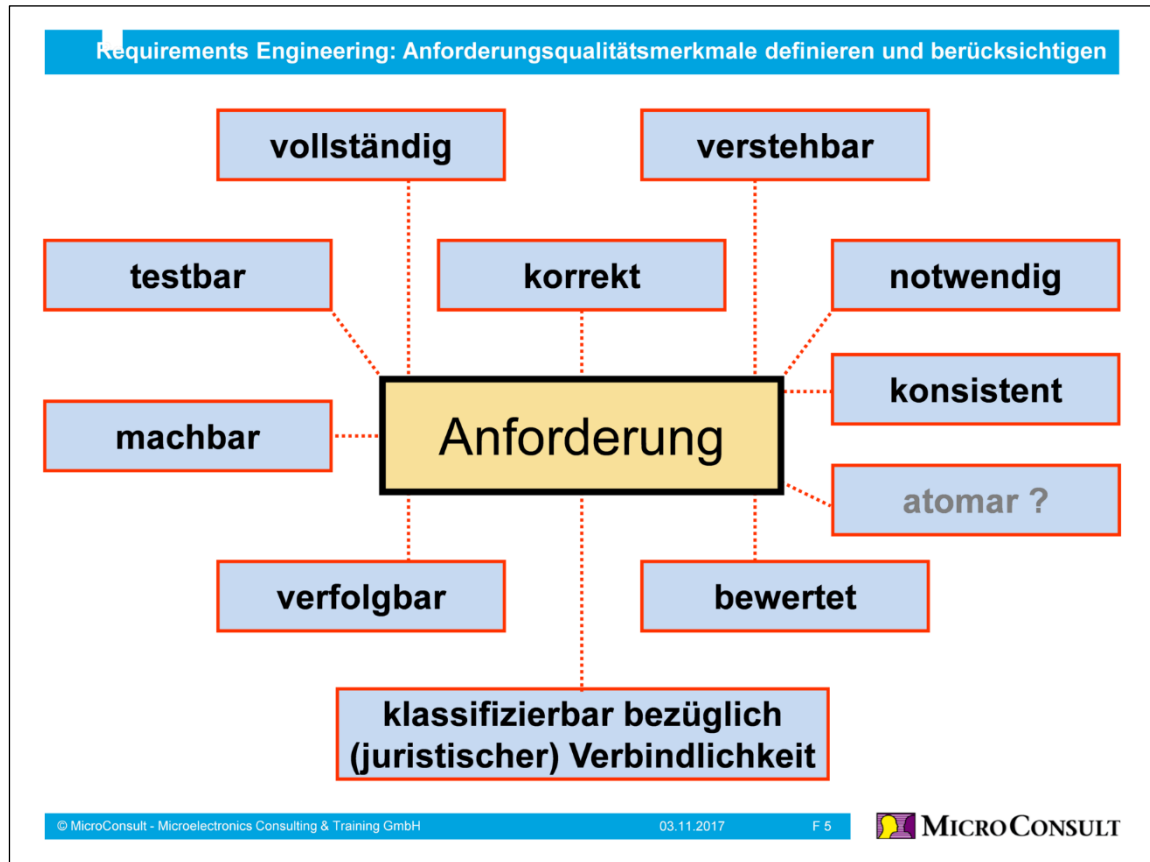 Requirements Engineering: Anforderungsqualitätsmerkmale definieren und berücksichtigen
vollständig
verstehbar
testbar
korrekt
notwendig
konsistent
machbar
Anforderung
atomar ?
verfolgbar
bewertet
klassifizierbar bezüglich
(juristischer) Verbindlichkeit
© MicroConsult - Microelectronics Consulting & Training GmbH
03.11.2017
F 5
MICROCONSULT